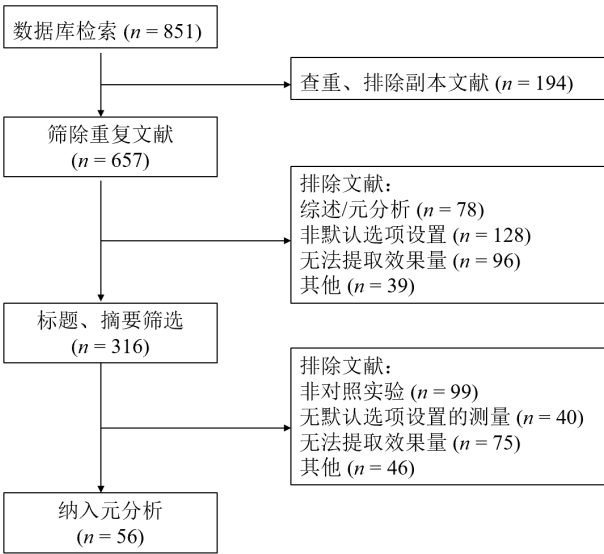 数据库检索 (n = 851)
查重、排除副本文献 (n = 194)
筛除重复文献
(n = 657)
排除文献：
综述/元分析 (n = 78)
非默认选项设置 (n = 128)
无法提取效果量 (n = 96)
其他 (n = 39)
标题、摘要筛选
(n = 316)
排除文献：
非对照实验 (n = 99)
无默认选项设置的测量 (n = 40)
无法提取效果量 (n = 75)
其他 (n = 46)
纳入元分析
(n = 56)